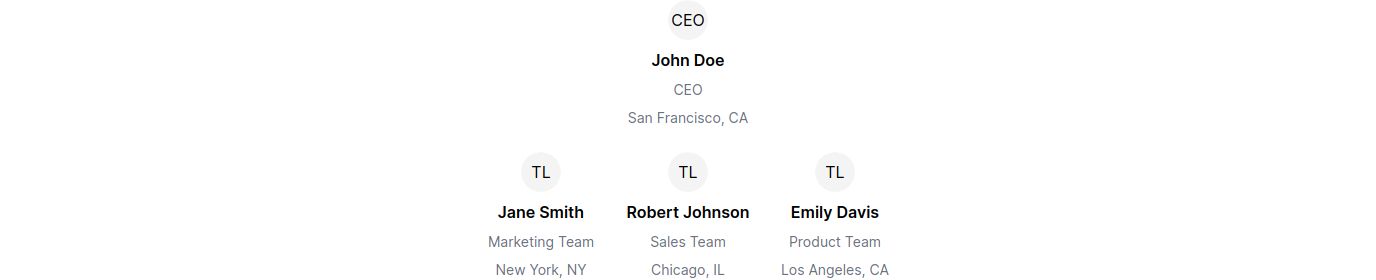 CEO
John Doe
CEO
San Francisco, CA
TL
Jane Smith
Marketing Team
New York, NY
TL
Robert Johnson
Sales Team
Chicago, IL
TL
Emily Davis
Product Team
Los Angeles, CA